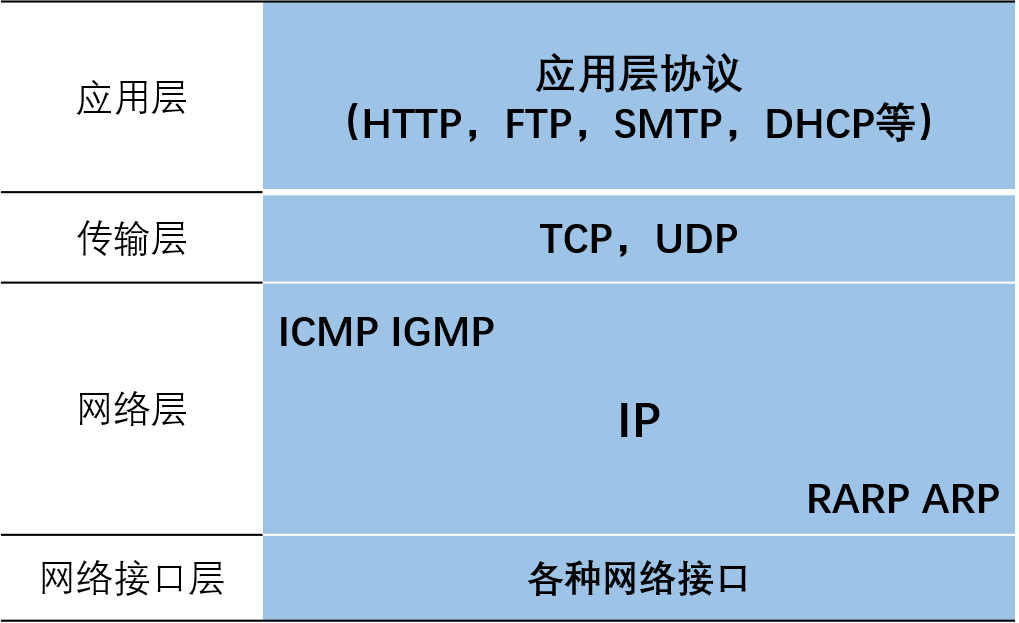 应用层
应用层协议
（HTTP，FTP，SMTP，DHCP等）
传输层
TCP，UDP
网络层
ICMP IGMP
IP
RARP ARP
网络接口层
各种网络接口